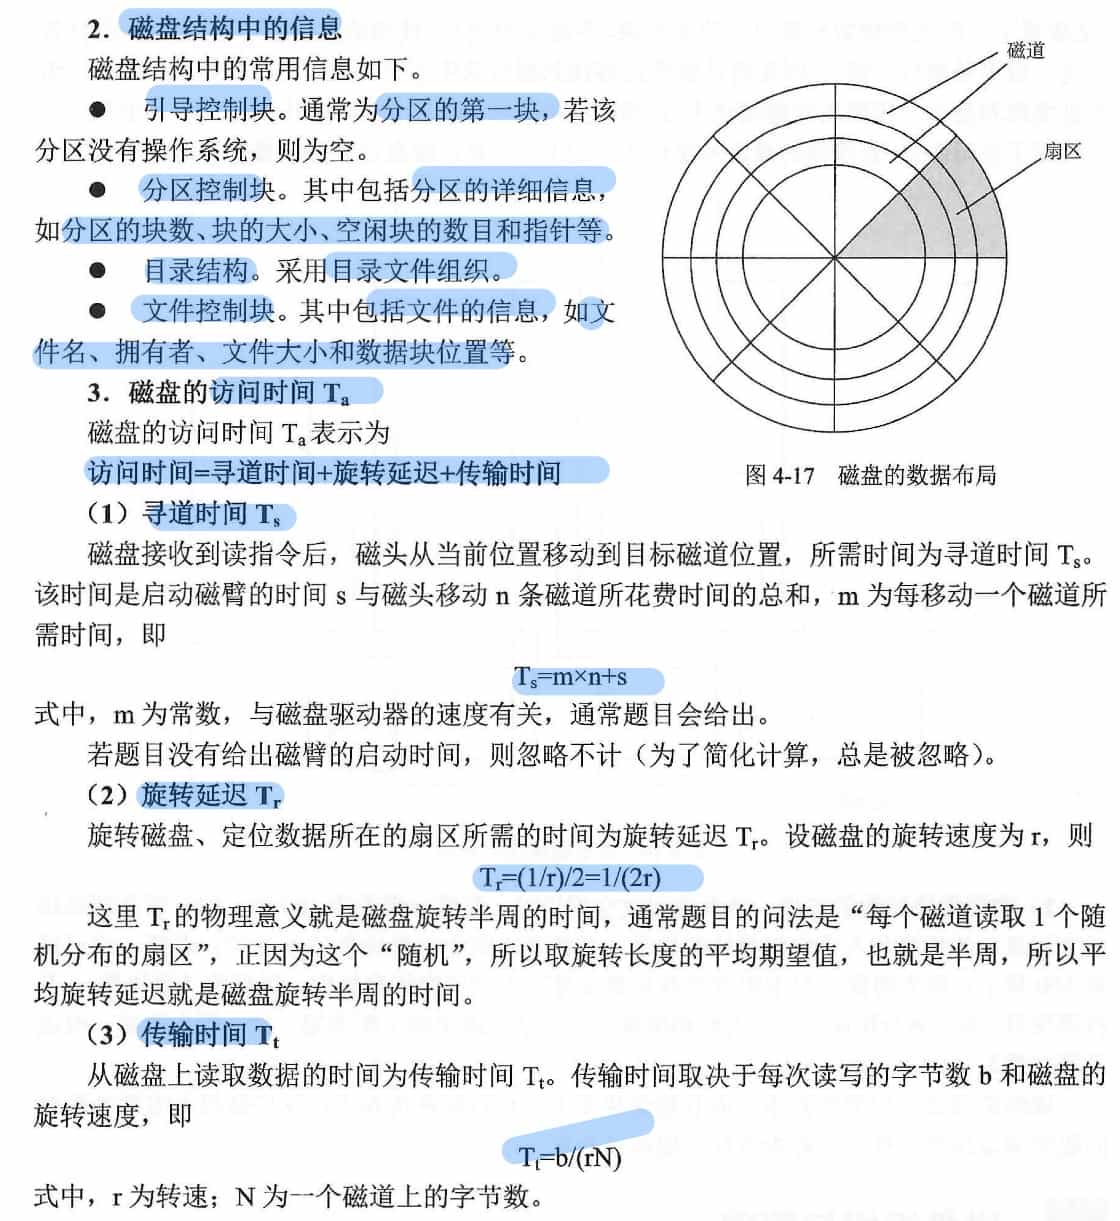 2．磁盘结构中的信息
磁盘结构中的常用信息如下。
● 引导控制块。通常为分区的第一块，若该
分区没有操作系统，则为空。
● 分区控制块。其中包括分区的详细信息，
如分区的块数、块的大小、空闲块的数目和指针等。
● 目录结构。采用目录文件组织。
● 文件控制块。其中包括文件的信息，如文
件名、拥有者、文件大小和数据块位置等。
磁道
扇区
图 4-17 磁盘的数据布局
3．磁盘的访问时间 Tₐ
磁盘的访问时间 Tₐ 表示为
访问时间=寻道时间+旋转延迟+传输时间
（1）寻道时间 Tₛ
磁盘接收到读指令后，磁头从当前位置移动到目标磁道位置，所需时间为寻道时间 Tₛ。
该时间是启动磁臂的时间 s 与磁头移动 n 条磁道所花费时间的总和，m 为每移动一个磁道所
需时间，即
Tₛ=m×n+s
式中，m 为常数，与磁盘驱动器的速度有关，通常题目会给出。
若题目没有给出磁臂的启动时间，则忽略不计（为了简化计算，总是被忽略）。
（2）旋转延迟 Tᵣ
旋转磁盘、定位数据所在的扇区所需的时间为旋转延迟 Tᵣ。设磁盘的旋转速度为 r，则
Tᵣ=(1/r)/2=1/(2r)
这里 Tᵣ 的物理意义就是磁盘旋转半周的时间，通常题目的问法是“每个磁道读取 1 个随
机分布的扇区”，正因为这个“随机”，所以取旋转长度的平均期望值，也就是半周，所以平
均旋转延迟就是磁盘旋转半周的时间。
（3）传输时间 Tₜ
从磁盘上读取数据的时间为传输时间 Tₜ。传输时间取决于每次读写的字节数 b 和磁盘的
旋转速度，即
Tₜ=b/(rN)
式中，r 为转速；N 为一个磁道上的字节数。